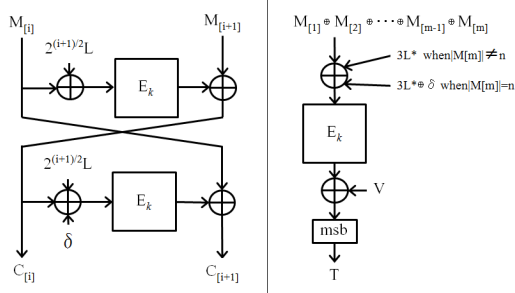 M[i]
M[i+1]
2(i+1)/2L
Ek
2(i+1)/2L
Ek
δ
C[i]
C[i+1]
M[1] ⊕ M[2] ⊕ ··· ⊕ M[m-1] ⊕ M[m]
3L* when|M[m]|≠n
3L*⊕ δ when|M[m]|=n
Ek
V
msb
T